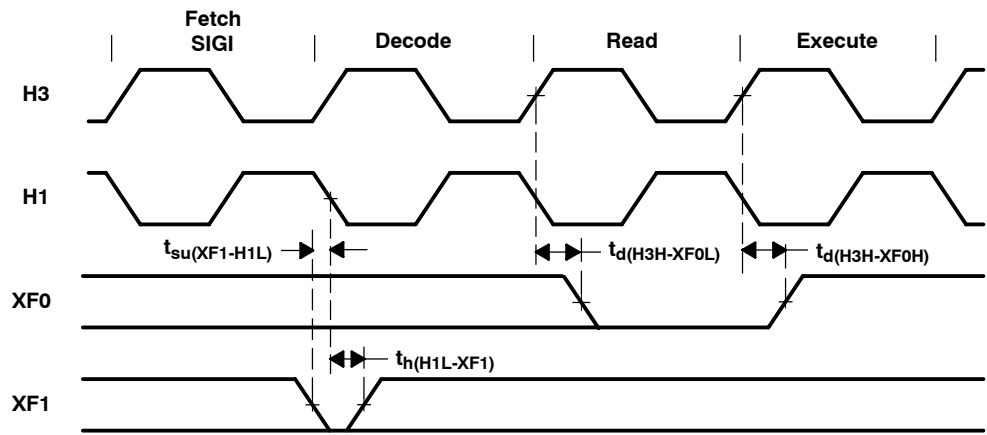 Fetch
SIGI
Decode
Read
Execute
H3
H1
tsu(XF1-H1L)
td(H3H-XF0L)
td(H3H-XF0H)
XF0
th(H1L-XF1)
XF1